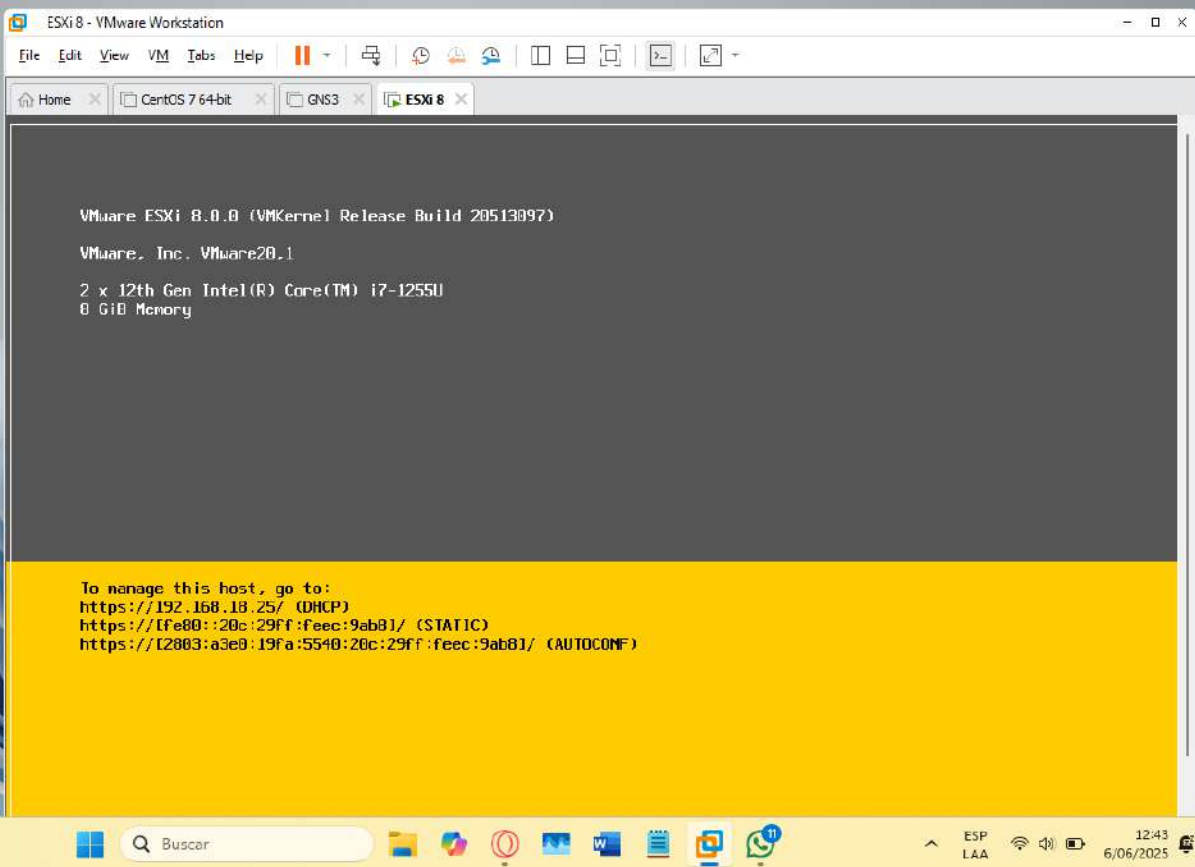 ESXi 8 - VMware Workstation
File Edit View VM Tabs Help
Home CentOS 7 64-bit GNS3 ESXi 8
VMware ESXi 8.0.0 (VMKernel Release Build 20513097)
VMware, Inc. VMware20,1
2 x 12th Gen Intel(R) Core(TM) i7-1255U
8 GiB Memory
To manage this host, go to:
https://192.168.18.25/ (DHCP)
https://[fe80::20c:29ff:feec:9ab8]/ (STATIC)
https://[2803:a3e0:19fa:5540:20c:29ff:feec:9ab8]/ (AUTOCONF)
11
Buscar
ESP
LAA
12:43
6/06/2025